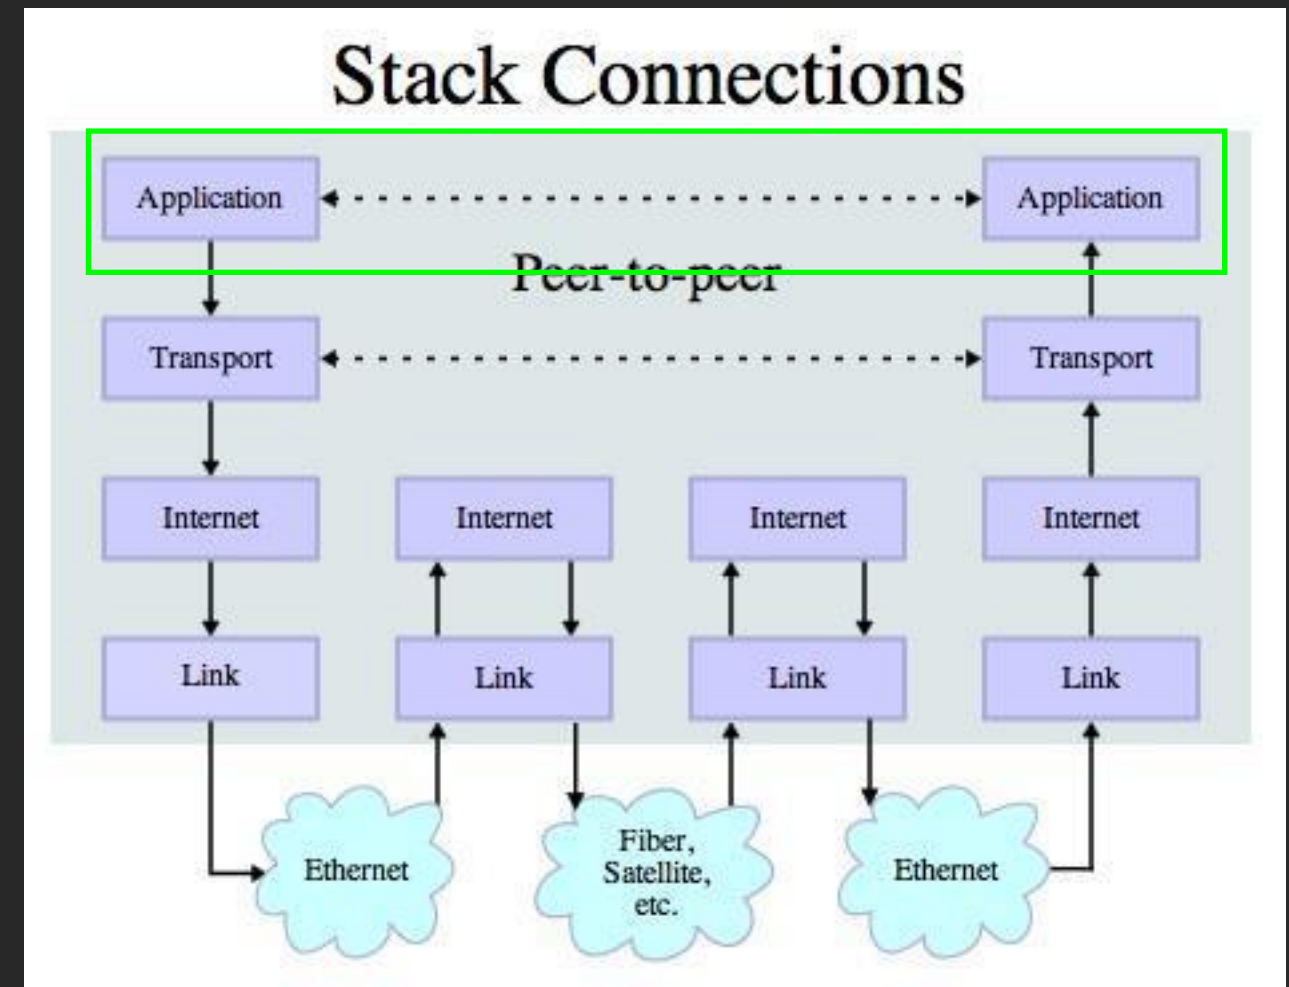 Stack Connections
Application
Application
Peer-to-peer
Transport
Transport
Internet
Internet
Internet
Internet
Link
Link
Link
Link
Ethernet
Fiber,
Satellite,
etc.
Ethernet